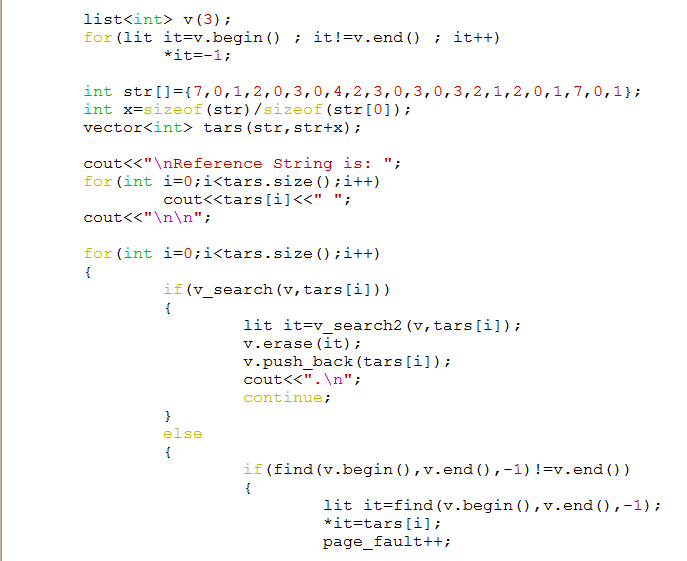 list<int> v(3);
for(lit it=v.begin() ; it!=v.end() ; it++)
*it=-1;
int str[]={7,0,1,2,0,3,0,4,2,3,0,3,0,3,2,1,2,0,1,7,0,1};
int x=sizeof(str)/sizeof(str[0]);
vector<int> tars(str,str+x);
cout<<"\nReference String is: ";
for(int i=0;i<tars.size();i++)
cout<<tars[i]<<" ";
cout<<"\n\n";
for(int i=0;i<tars.size();i++)
{
if(v_search(v,tars[i]))
{
lit it=v_search2(v,tars[i]);
v.erase(it);
v.push_back(tars[i]);
cout<<".\n";
continue;
}
else
{
if(find(v.begin(),v.end(),-1)!=v.end())
{
lit it=find(v.begin(),v.end(),-1);
*it=tars[i];
page_fault++;